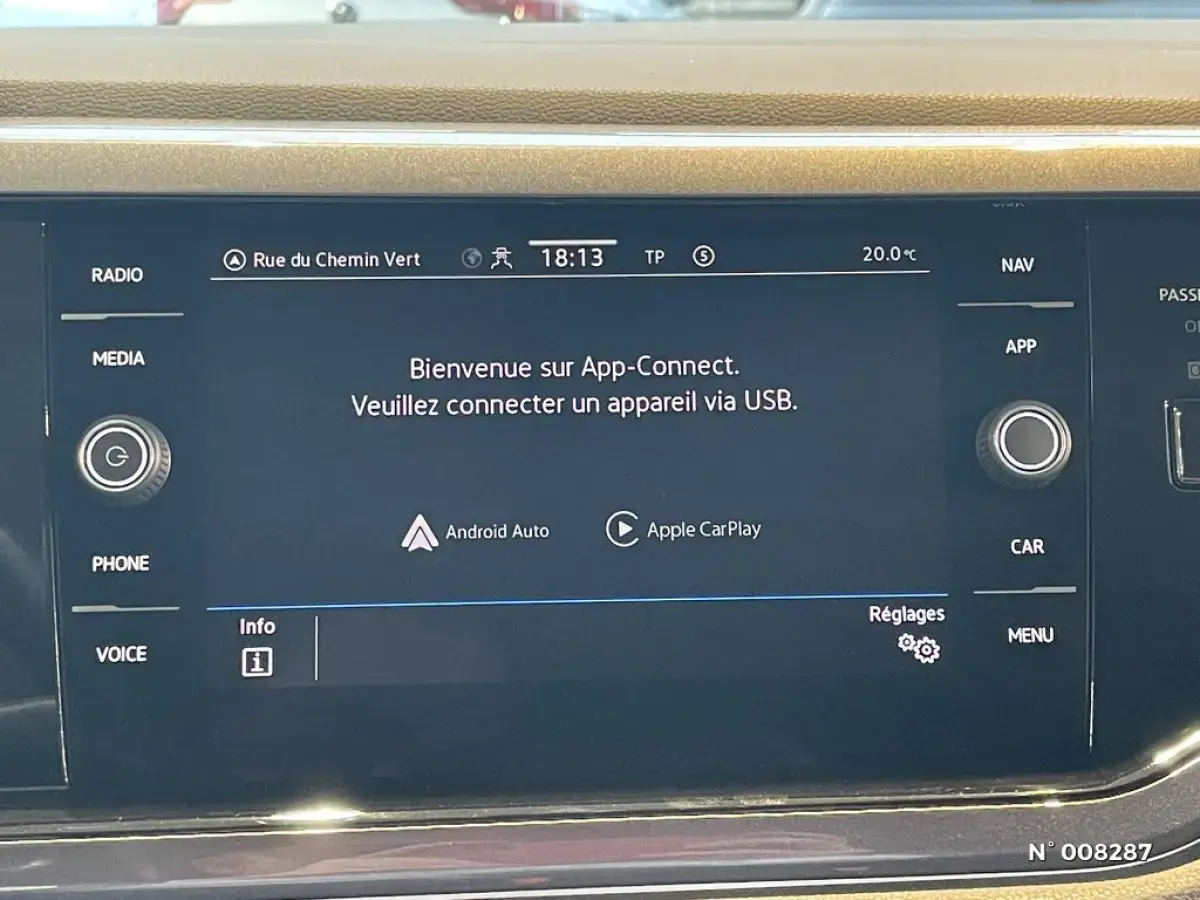 RADIO
MEDIA
PHONE
VOICE
Rue du Chemin Vert
18:13
TP
5
20.0°C
Bienvenue sur App-Connect.
Veuillez connecter un appareil via USB.
Android Auto
Apple CarPlay
Info
i
Réglages
NAV
APP
CAR
MENU
N°008287